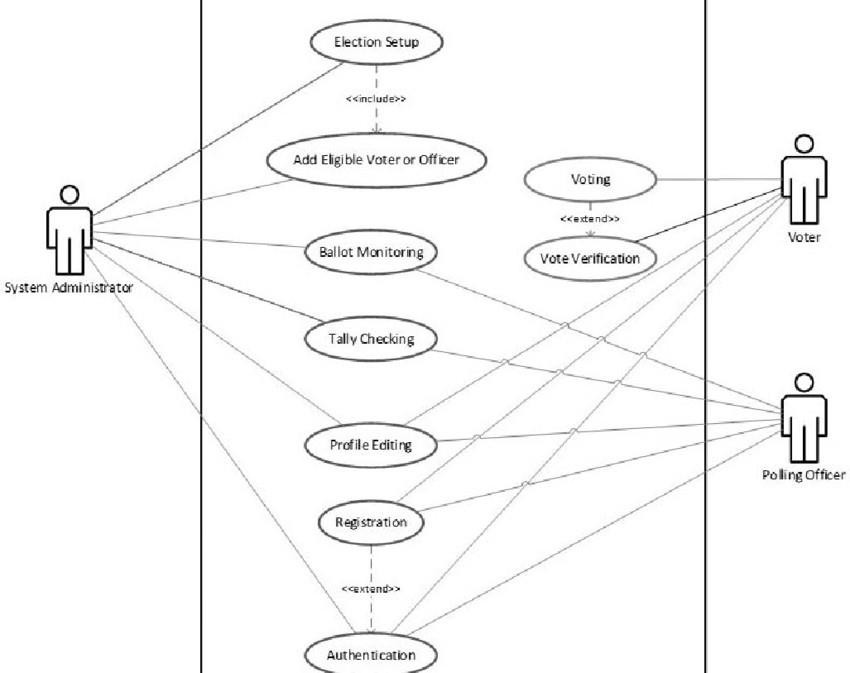 Election Setup
<<include>>
Add Eligible Voter or Officer
Voting
<<extend>>
Voter
Ballot Monitoring
Vote Verification
System Administrator
Tally Checking
Profile Editing
Polling Officer
Registration
<<extend>>
Authentication